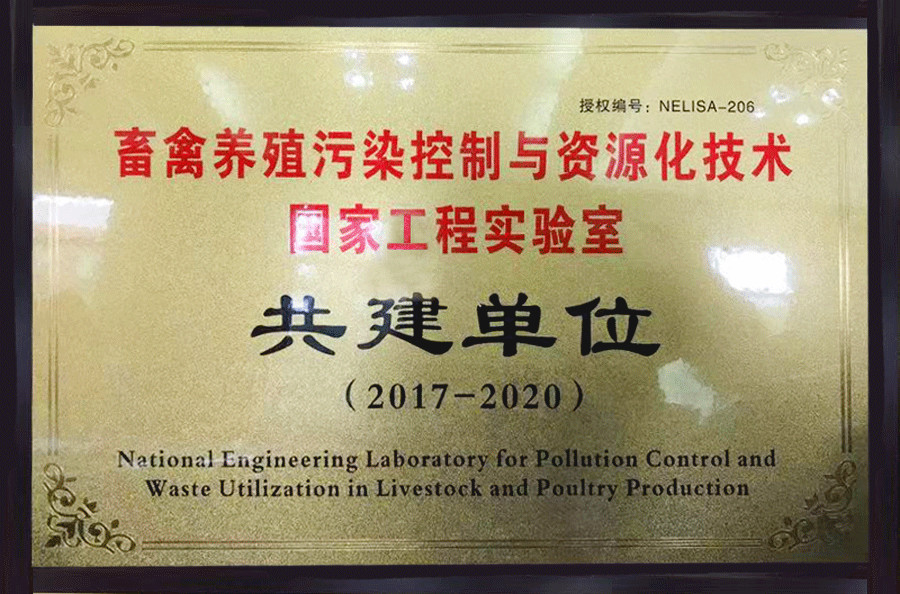 授权编号：NELISA-206
畜禽养殖污染控制与资源化技术
国家工程实验室
共建单位
（2017-2020）
National Engineering Laboratory for Pollution Control and
Waste Utilization in Livestock and Poultry Production